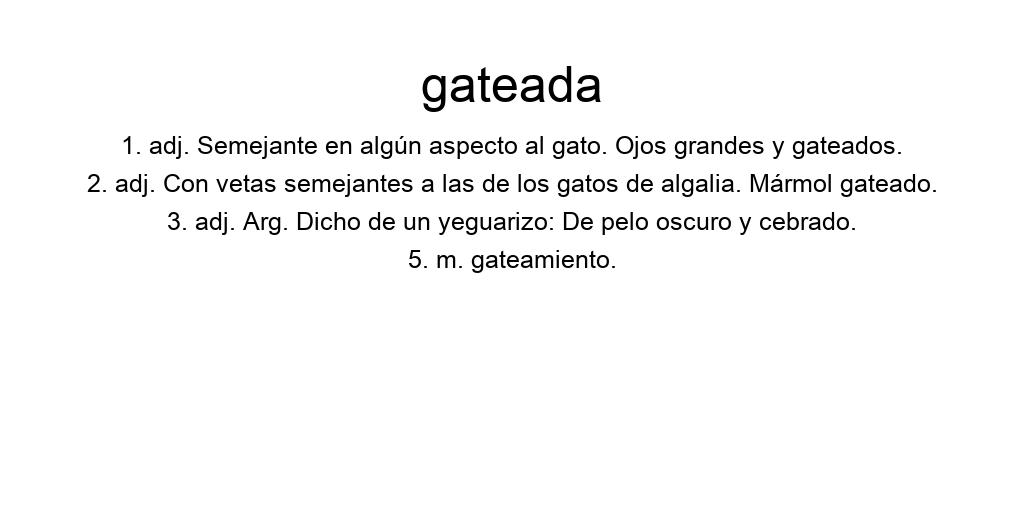 gateada
1. adj. Semejante en algún aspecto al gato. Ojos grandes y gateados.
2. adj. Con vetas semejantes a las de los gatos de algalia. Mármol gateado.
3. adj. Arg. Dicho de un yeguarizo: De pelo oscuro y cebrado.
5. m. gateamiento.